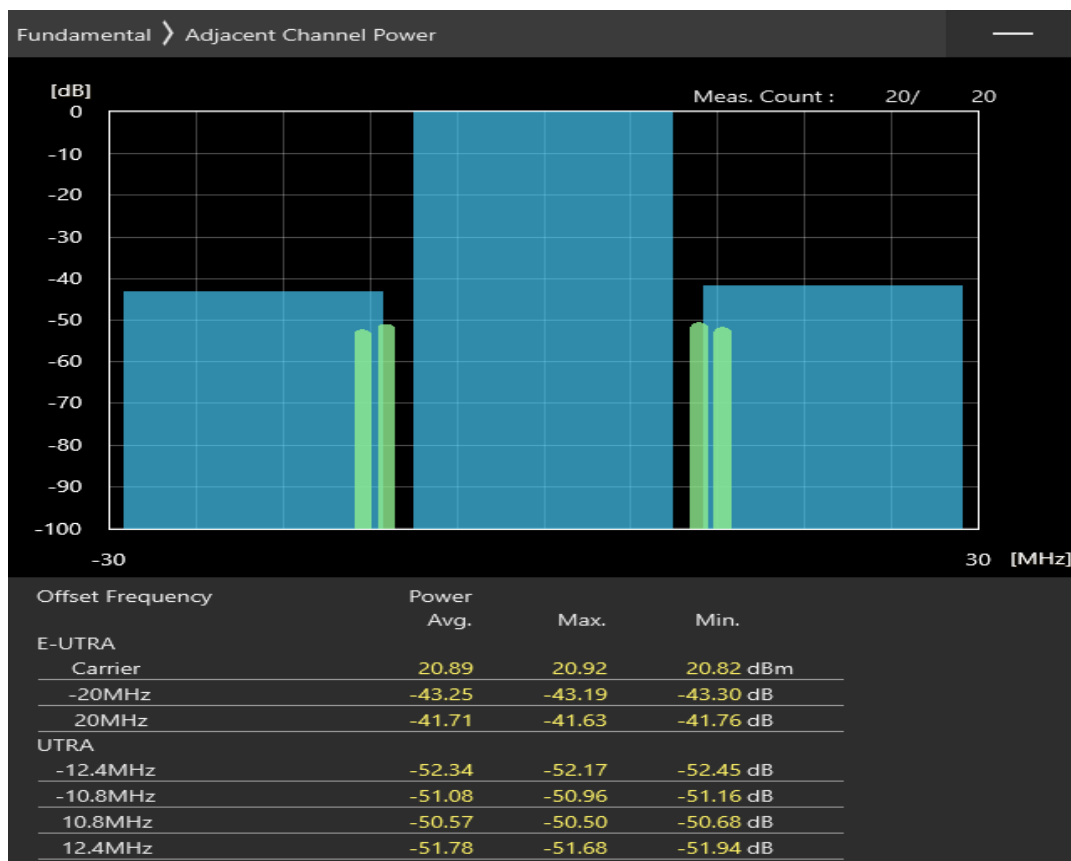 Fundamental ❯ Adjacent Channel Power
[dB]
Meas. Count : 20/ 20
0
-10
-20
-30
-40
-50
-60
-70
-80
-90
-100
-30 30 [MHz]
Offset Frequency Power
Avg. Max. Min.
E-UTRA
Carrier 20.89 20.92 20.82 dBm
-20MHz -43.25 -43.19 -43.30 dB
20MHz -41.71 -41.63 -41.76 dB
UTRA
-12.4MHz -52.34 -52.17 -52.45 dB
-10.8MHz -51.08 -50.96 -51.16 dB
10.8MHz -50.57 -50.50 -50.68 dB
12.4MHz -51.78 -51.68 -51.94 dB